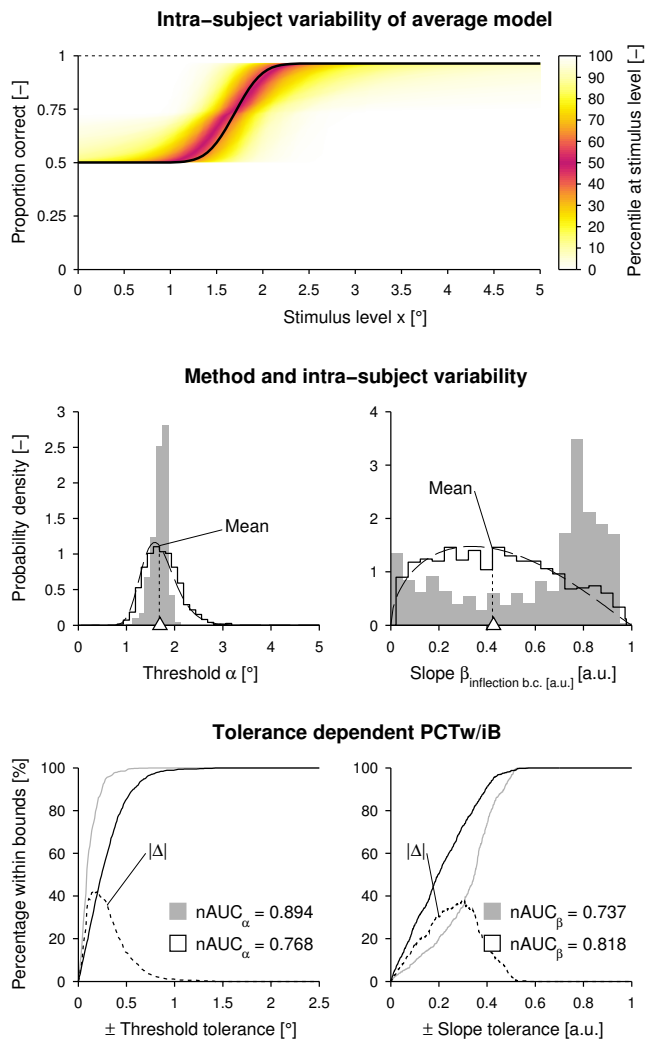 Intra−subject variability of average model
Proportion correct [−]
1
0.75
0.5
0.25
0
0 0.5 1 1.5 2 2.5 3 3.5 4 4.5 5
Stimulus level x [°]
100
90
80
70
60
50
40
30
20
10
0
Percentile at stimulus level [%]
Method and intra−subject variability
Probability density [−]
3
2.5
2
1.5
1
0.5
0
Mean
0 1 2 3 4 5
Threshold α [°]
4
3
2
1
0
Mean
0 0.2 0.4 0.6 0.8 1
Slope β inflection b.c. [a.u.] [a.u.]
Tolerance dependent PCTw/iB
Percentage within bounds [%]
100
80
60
40
20
0
|Δ|
nAUCα = 0.894
nAUCα = 0.768
0 0.5 1 1.5 2 2.5
± Threshold tolerance [°]
100
80
60
40
20
0
|Δ|
nAUCβ = 0.737
nAUCβ = 0.818
0 0.2 0.4 0.6 0.8 1
± Slope tolerance [a.u.]